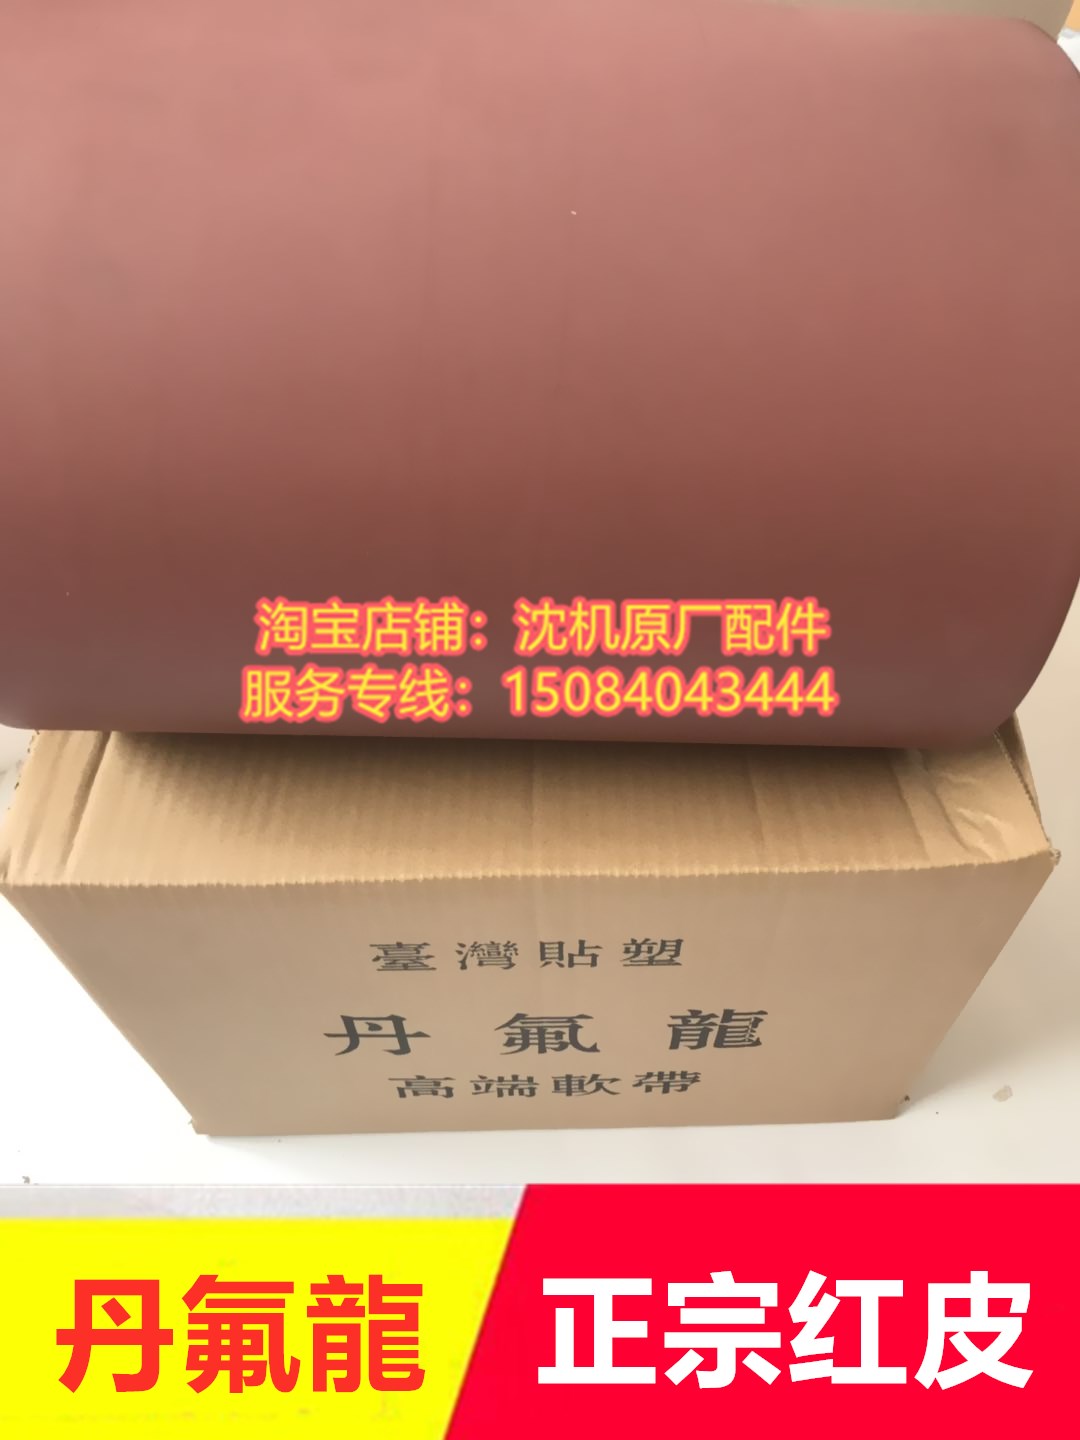 淘宝店铺：沈机原厂配件
服务专线：15084043444
臺灣貼塑
丹氟龍
高端軟帶
丹氟龍
正宗红皮